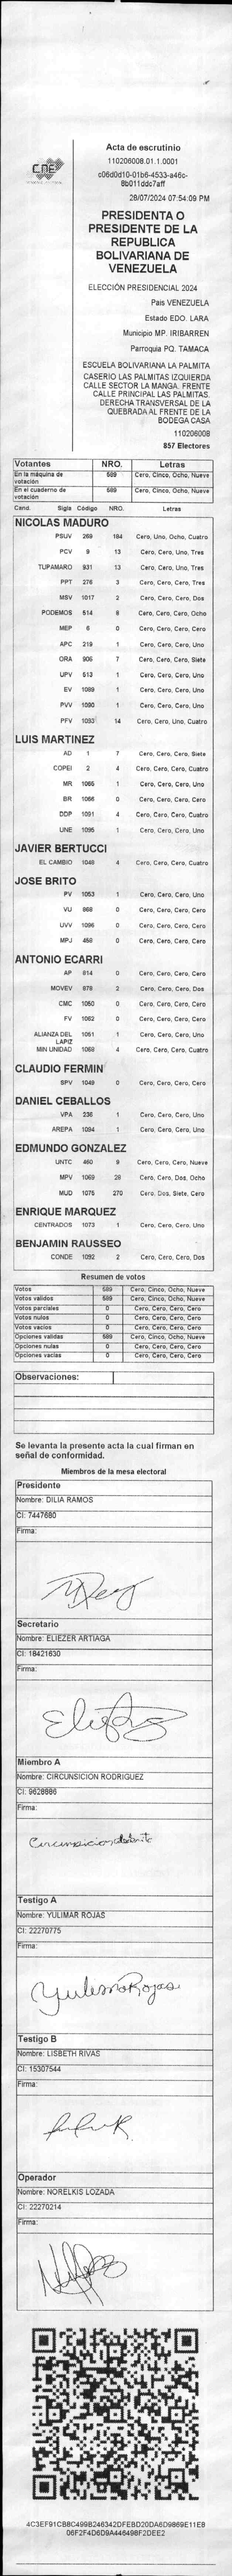 CNE
Acta de escrutinio
110206008.01.1.0001
c06d0d10-01b6-4533-a46c-
8b011ddc7aff
28/07/2024 07:54:09 PM
PRESIDENTA O
PRESIDENTE DE LA
REPUBLICA
BOLIVARIANA DE
VENEZUELA
ELECCIÓN PRESIDENCIAL 2024
Pais VENEZUELA
Estado EDO. LARA
Municipio MP. IRIBARREN
Parroquia PQ. TAMACA
ESCUELA BOLIVARIANA LA PALMITA
CASERIO LAS PALMITAS IZQUIERDA
CALLE SECTOR LA MANGA. FRENTE
CALLE PRINCIPAL LAS PALMITAS.
DERECHA TRANSVERSAL DE LA
QUEBRADA AL FRENTE DE LA
BODEGA CASA
110206008
857 Electores
Votantes NRO. Letras
En la máquina de votación 589 Cero, Cinco, Ocho, Nueve
En el cuaderno de votación 589 Cero, Cinco, Ocho, Nueve
Cand. Sigla Código NRO. Letras
NICOLAS MADURO
PSUV 269 184 Cero, Uno, Ocho, Cuatro
PCV 9 13 Cero, Cero, Uno, Tres
TUPAMARO 931 13 Cero, Cero, Uno, Tres
PPT 276 3 Cero, Cero, Cero, Tres
MSV 1017 2 Cero, Cero, Cero, Dos
PODEMOS 514 8 Cero, Cero, Cero, Ocho
MEP 6 0 Cero, Cero, Cero, Cero
APC 219 1 Cero, Cero, Cero, Uno
ORA 906 7 Cero, Cero, Cero, Siete
UPV 513 1 Cero, Cero, Cero, Uno
EV 1089 1 Cero, Cero, Cero, Uno
PVV 1090 1 Cero, Cero, Cero, Uno
PFV 1053 14 Cero, Cero, Uno, Cuatro
LUIS MARTINEZ
AD 1 7 Cero, Cero, Cero, Siete
COPEI 2 4 Cero, Cero, Cero, Cuatro
MR 1065 1 Cero, Cero, Cero, Uno
BR 1066 0 Cero, Cero, Cero, Cero
DDP 1091 4 Cero, Cero, Cero, Cuatro
UNE 1095 1 Cero, Cero, Cero, Uno
JAVIER BERTUCCI
EL CAMBIO 1048 4 Cero, Cero, Cero, Cuatro
JOSE BRITO
PV 1053 1 Cero, Cero, Cero, Uno
VU 968 0 Cero, Cero, Cero, Cero
UVV 1096 0 Cero, Cero, Cero, Cero
MPJ 458 0 Cero, Cero, Cero, Cero
ANTONIO ECARRI
AP 814 0 Cero, Cero, Cero, Cero
MOVEV 879 2 Cero, Cero, Cero, Dos
CMC 1050 0 Cero, Cero, Cero, Cero
FV 1062 0 Cero, Cero, Cero, Cero
ALIANZA DEL LAPIZ 1051 1 Cero, Cero, Cero, Uno
MIN UNIDAD 1058 4 Cero, Cero, Cero, Cuatro
CLAUDIO FERMIN
SPV 1049 0 Cero, Cero, Cero, Cero
DANIEL CEBALLOS
VPA 236 1 Cero, Cero, Cero, Uno
AREPA 1094 1 Cero, Cero, Cero, Uno
EDMUNDO GONZALEZ
UNTC 460 9 Cero, Cero, Cero, Nueve
MPV 1069 28 Cero, Cero, Dos, Ocho
MUD 1075 270 Cero, Dos, Siete, Cero
ENRIQUE MARQUEZ
CENTRADOS 1073 1 Cero, Cero, Cero, Uno
BENJAMIN RAUSSEO
CONDE 1092 2 Cero, Cero, Cero, Dos
Resumen de votos
Votos 589 Cero, Cinco, Ocho, Nueve
Votos validos 589 Cero, Cinco, Ocho, Nueve
Votos parciales 0 Cero, Cero, Cero, Cero
Votos nulos 0 Cero, Cero, Cero, Cero
Votos vacios 0 Cero, Cero, Cero, Cero
Opciones validas 589 Cero, Cinco, Ocho, Nueve
Opciones nulas 0 Cero, Cero, Cero, Cero
Opciones vacias 0 Cero, Cero, Cero, Cero
Observaciones:
Se levanta la presente acta la cual firman en
señal de conformidad.
Miembros de la mesa electoral
Presidente
Nombre: DILIA RAMOS
CI: 7447680
Firma:
Secretario
Nombre: ELIEZER ARTIAGA
CI: 18421630
Firma:
Miembro A
Nombre: CIRCUNSICION RODRIGUEZ
CI: 9628886
Firma:
Circunsicion
Testigo A
Nombre: YULIMAR ROJAS
CI: 22270775
Firma:
Yulimar Rojas
Testigo B
Nombre: LISBETH RIVAS
CI: 15307544
Firma:
Operador
Nombre: NORELKIS LOZADA
CI: 22270214
Firma:
4C3EF91CB8C499B246342DFEBD20DA6D9869E11E8
06F2F4D6D9A446498F2DEE2